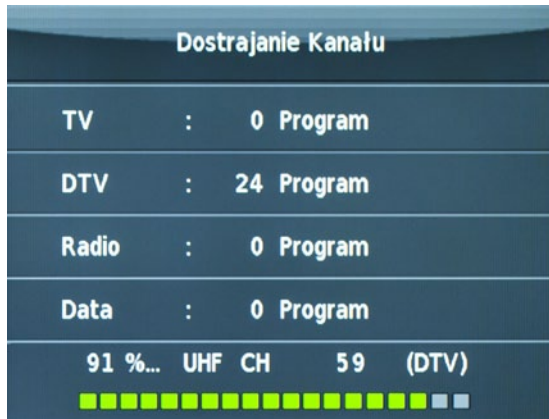 Dostrajanie Kanału
TV : 0 Program
DTV : 24 Program
Radio : 0 Program
Data : 0 Program
91 %... UHF CH 59 (DTV)